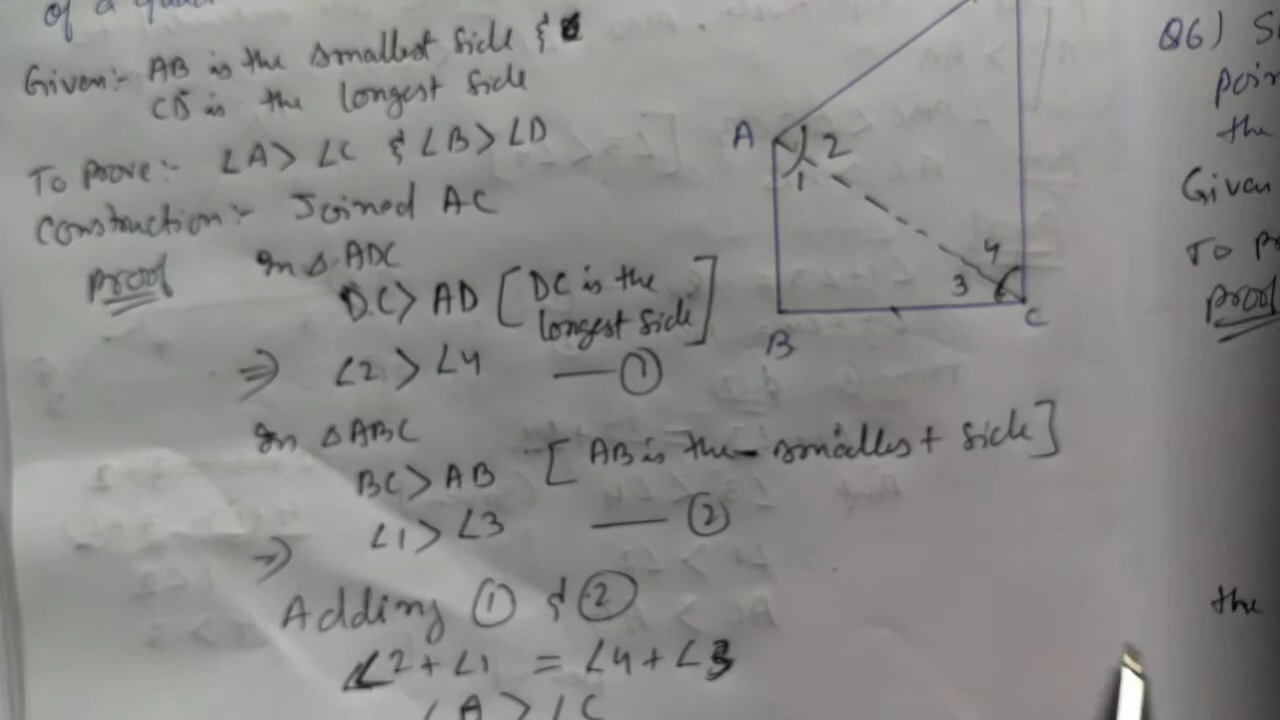 of a quad
Given:- AB is the smallest side &
CD is the longest side
To Prove:- ∠A > ∠C & ∠B > ∠D
Construction:- Joined AC
Proof In △ ADC
DC > AD [DC is the longest side]
⇒ ∠2 > ∠4 — ①
In △ ABC
BC > AB [AB is the smallest side]
⇒ ∠1 > ∠3 — ②
Adding ① & ②
∠2 + ∠1 = ∠4 + ∠3
∠A > ∠C
A
2
1
4
3
B
C
Q6)
the
Given
To
Proof
the